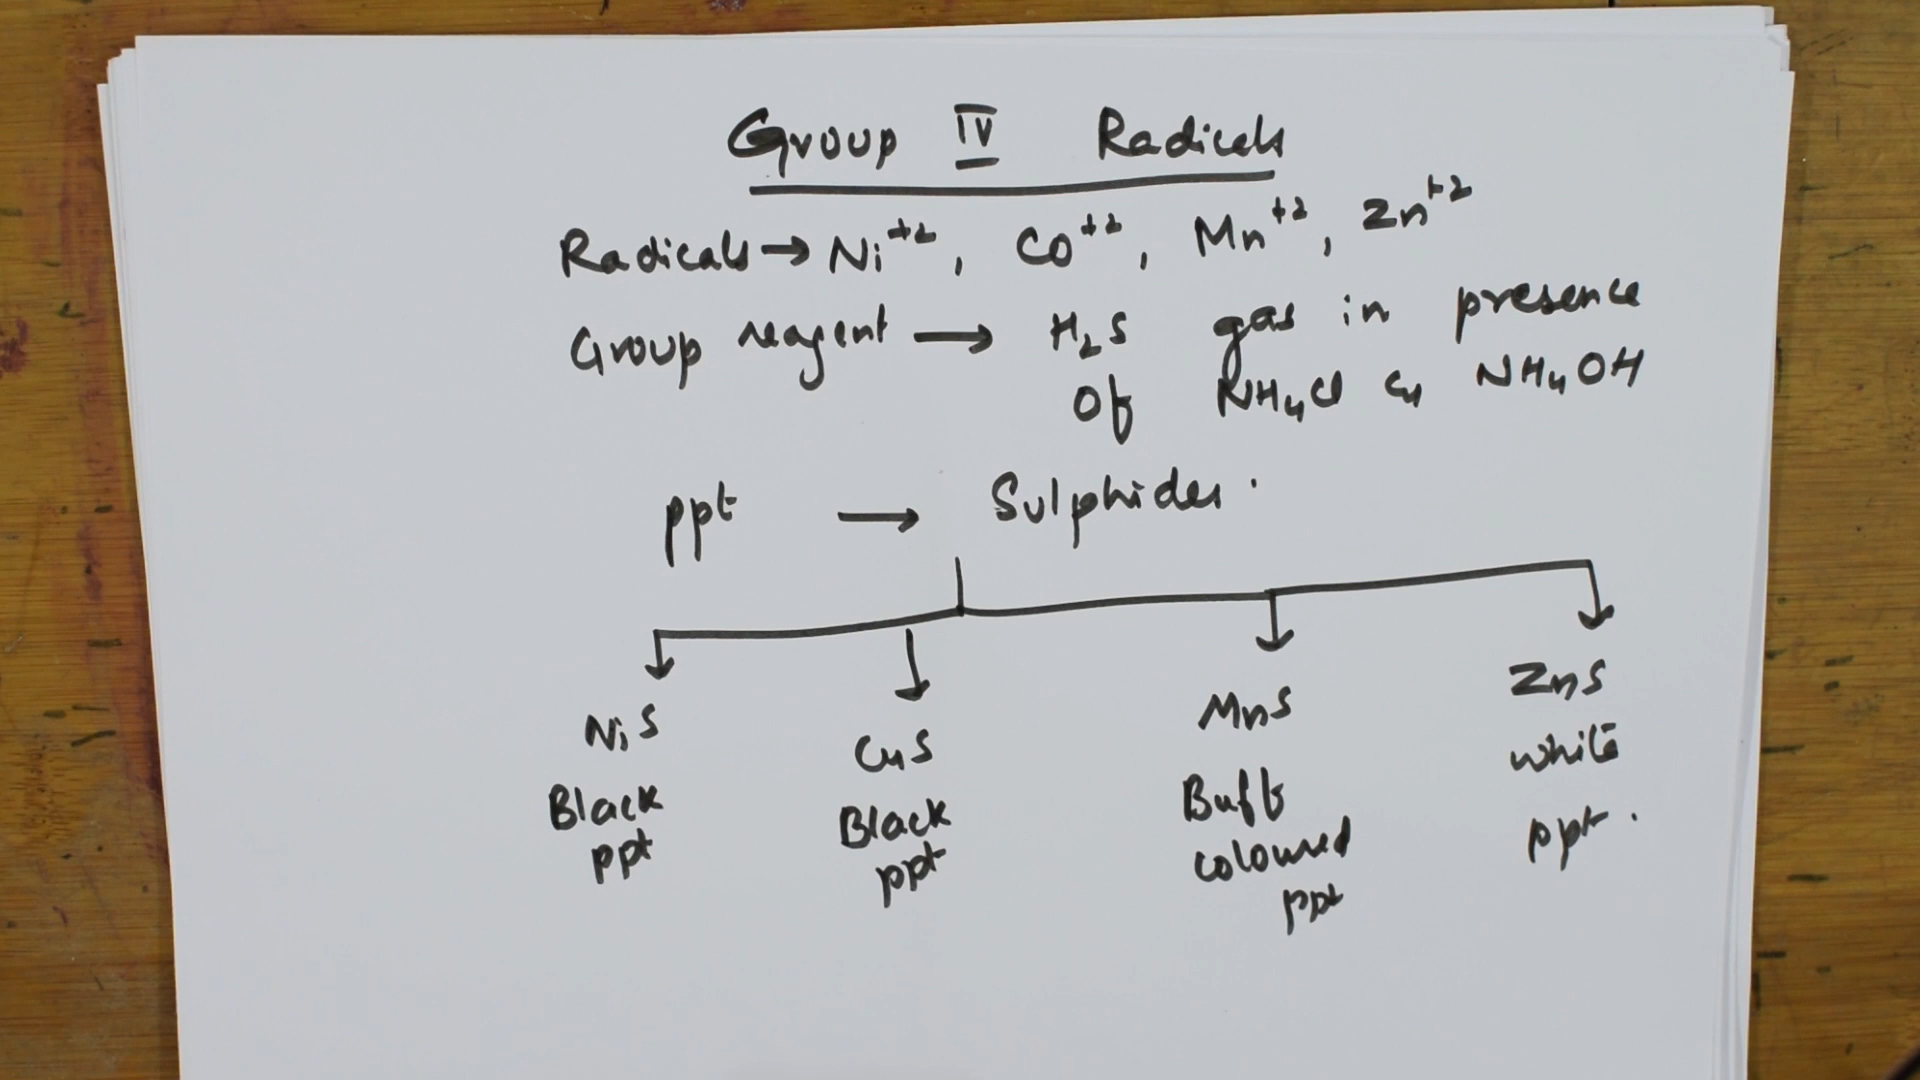 Group IV Radicals
Radicals → Ni+2, Co+2, Mn+2, Zn+2
Group reagent → H2S gas in presence
of NH4Cl & NH4OH
ppt → Sulphides.
NiS CuS MnS ZnS
Black Black Buff white
ppt ppt coloured ppt.
ppt